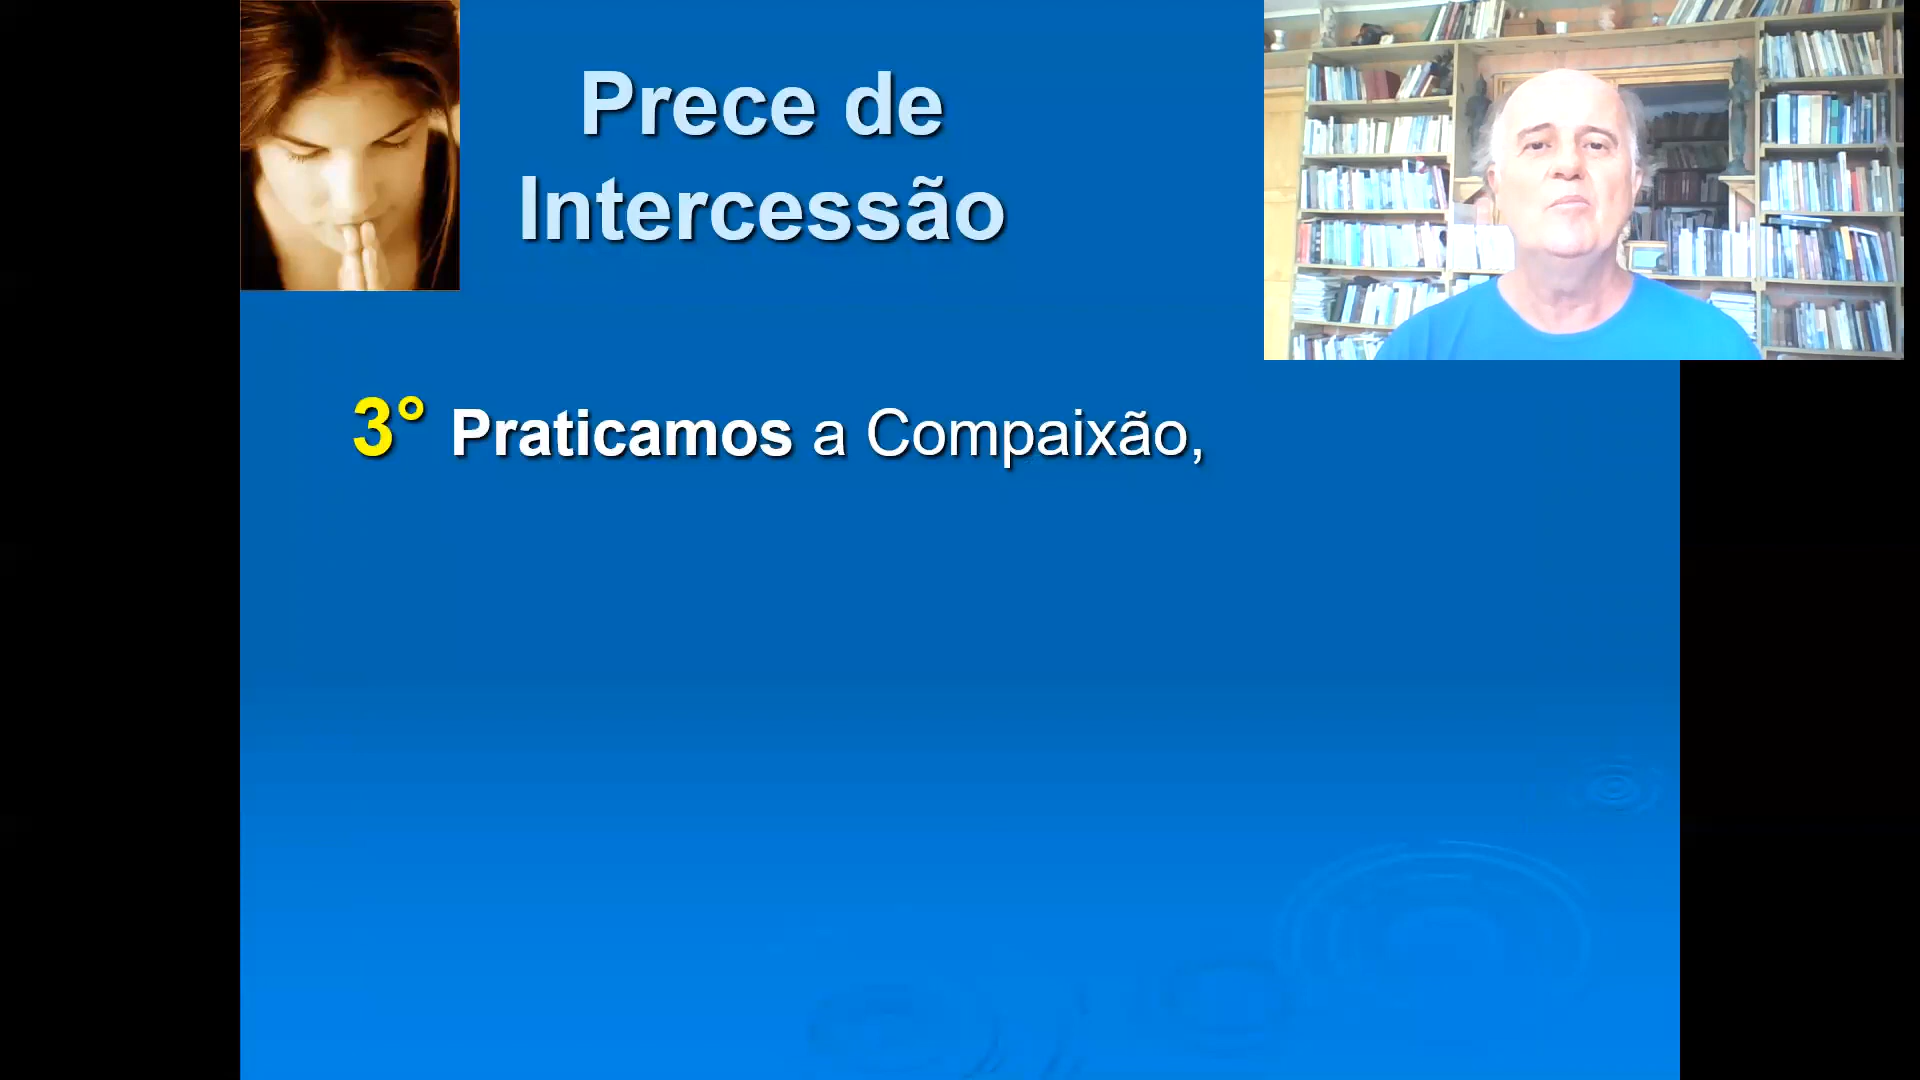 Prece de
Intercessão
3° Praticamos a Compaixão,